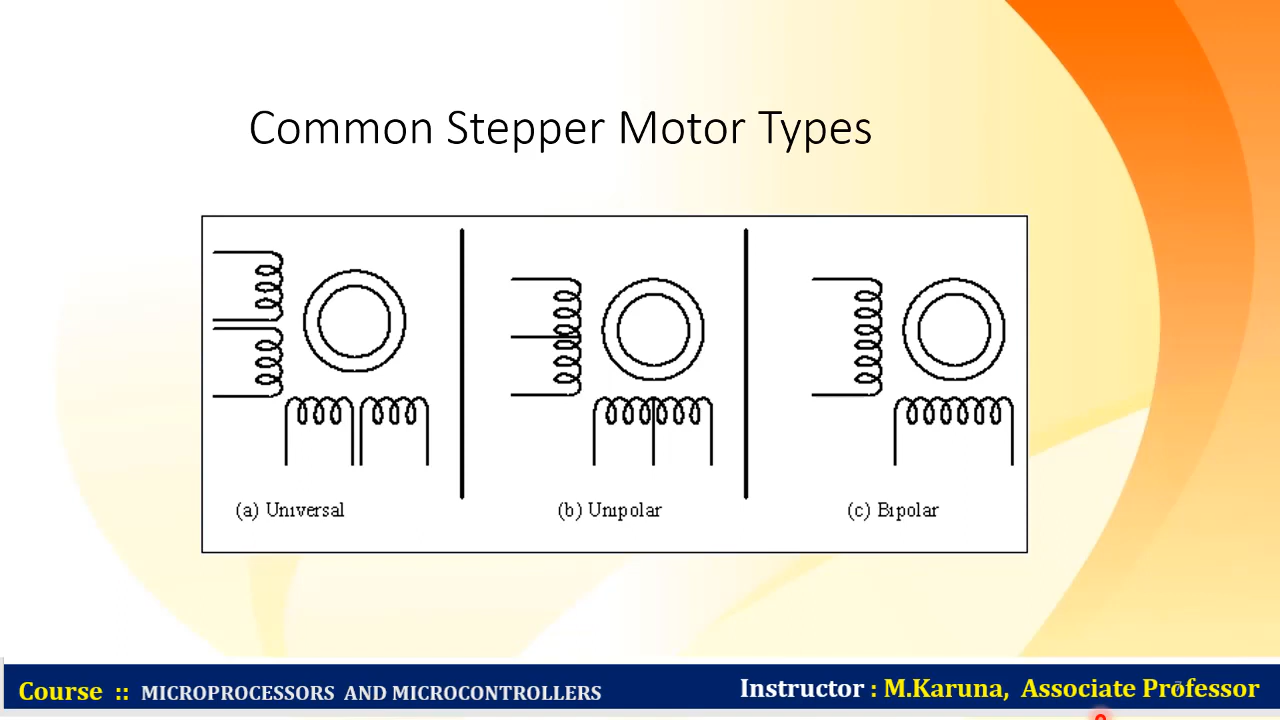 Common Stepper Motor Types
(a) Universal
(b) Unipolar
(c) Bipolar
Course :: MICROPROCESSORS AND MICROCONTROLLERS
Instructor : M.Karuna, Associate Professor